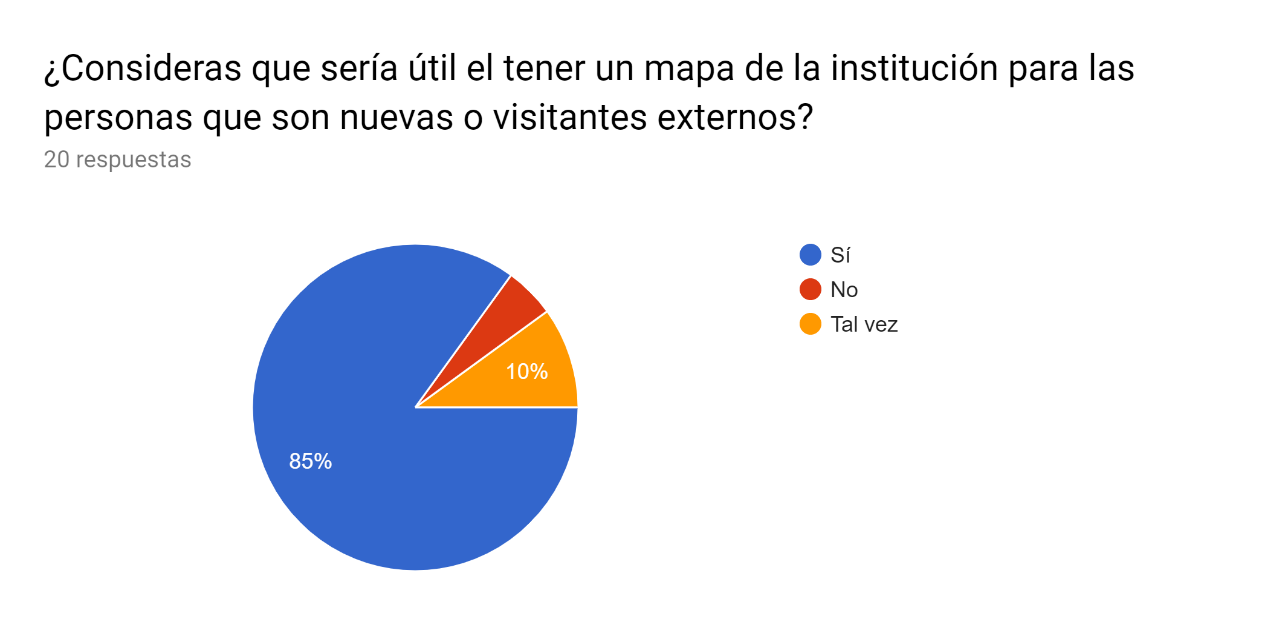 ¿Consideras que sería útil el tener un mapa de la institución para las
personas que son nuevas o visitantes externos?
20 respuestas
Sí
No
Tal vez
10%
85%